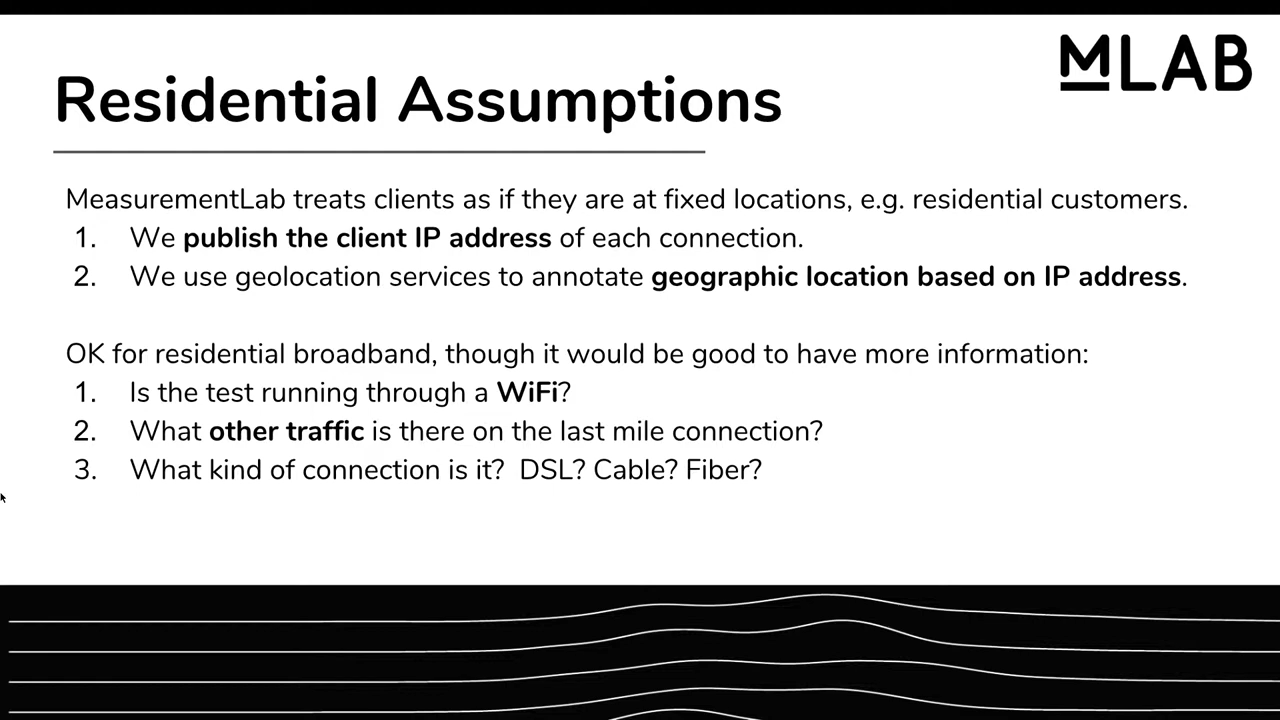 MLAB
Residential Assumptions
MeasurementLab treats clients as if they are at fixed locations, e.g. residential customers.
1. We publish the client IP address of each connection.
2. We use geolocation services to annotate geographic location based on IP address.
OK for residential broadband, though it would be good to have more information:
1. Is the test running through a WiFi?
2. What other traffic is there on the last mile connection?
3. What kind of connection is it?  DSL? Cable? Fiber?